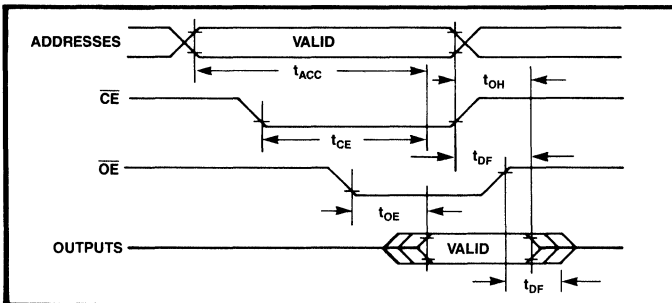 ADDRESSES
VALID
tACC
tOH
CE
tCE
tDF
OE
tOE
OUTPUTS
VALID
tDF